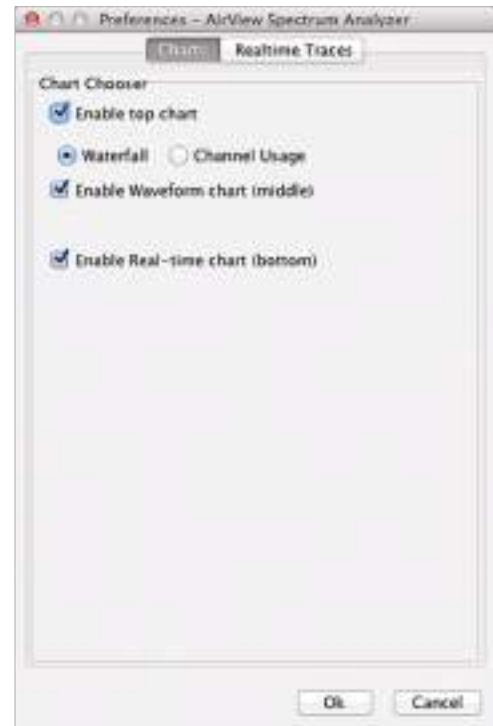 Preferences - AirView Spectrum Analyzer
Charts Realtime Traces
Chart Chooser
Enable top chart
Waterfall Channel Usage
Enable Waveform chart (middle)
Enable Real-time chart (bottom)
Ok Cancel